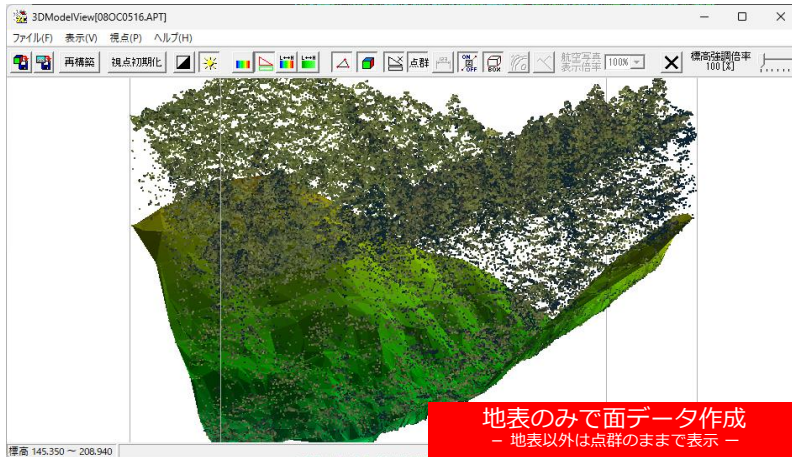 3DModelView[08OC0516.APT]
ファイル(F) 表示(V) 視点(P) ヘルプ(H)
再構築 視点初期化 点群 ON OFF BOX 航空写真 表示倍率 100% 標高強調倍率 100 [%]
地表のみで面データ作成
− 地表以外は点群のままで表示 −
標高 145.350 ～ 208.940